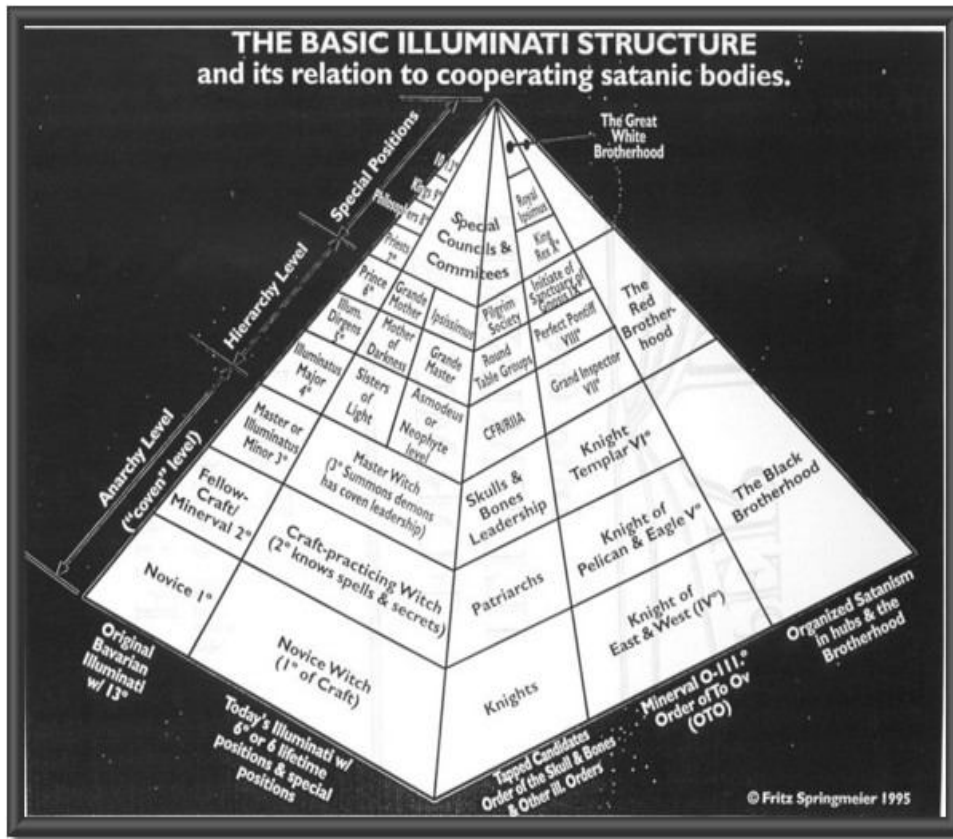 THE BASIC ILLUMINATI STRUCTURE
and its relation to cooperating satanic bodies.
The Great
White
Brotherhood
Special Positions
Hierarchy Level
Anarchy Level
("coven" level)
13°
Kings 9°
Philosophers 8°
Priests
7°
Prince
6°
Illum.
Dirgens
5°
Illuminatus
Major
4°
Master or
Illuminatus
Minor 3°
Fellow-
Craft/
Minerval 2°
Novice 1°
Special
Councils &
Commitees
Grande
Mother
Ipsissimus
Mother
of
Darkness
Grande
Master
Sisters
of
Light
Asmodeus
or
Neophyte
level
Master Witch
(3° Summons demons
has coven leadership)
Craft-practicing Witch
(2° knows spells & secrets)
Novice Witch
(1° of Craft)
Pilgrim
Society
Round
Table Groups
CFR/RIIA
Skulls &
Bones
Leadership
Patriarchs
Knights
Royal
Ipsimus
King
Rex X°
Initiate of
Sanctuary of
Gnosis IX°
Perfect Pontiff
VIII°
Grand Inspector
VII°
Knight
Templar VI°
Knight of
Pelican & Eagle V°
Knight of
East & West (IV°)
The
Red
Brother-
hood
The Black
Brotherhood
Original
Bavarian
Illuminati
w/ 13°
Today's Illuminati w/
6° or 6 lifetime
positions & special
positions
Tapped Candidates
Order of the Skull & Bones
& Other ill. Orders
Minerval O-III.°
Order of To Ov
(OTO)
Organized Satanism
in hubs & the
Brotherhood
© Fritz Springmeier 1995